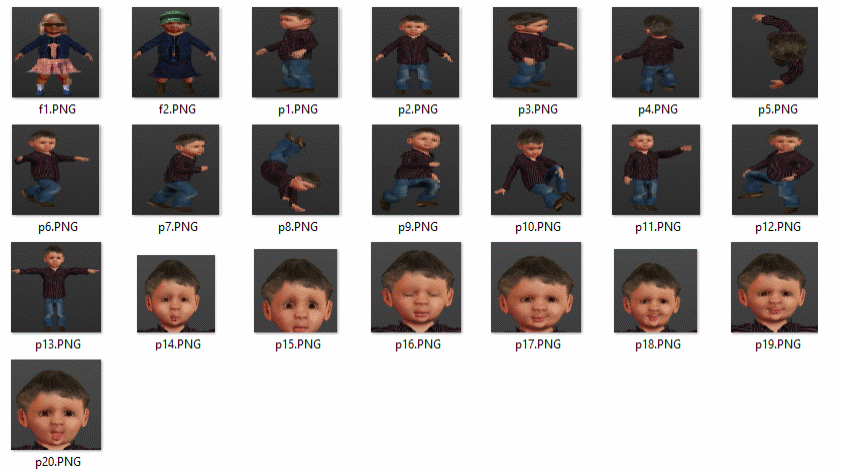 f1.PNG f2.PNG p1.PNG p2.PNG p3.PNG p4.PNG p5.PNG
p6.PNG p7.PNG p8.PNG p9.PNG p10.PNG p11.PNG p12.PNG
p13.PNG p14.PNG p15.PNG p16.PNG p17.PNG p18.PNG p19.PNG
p20.PNG